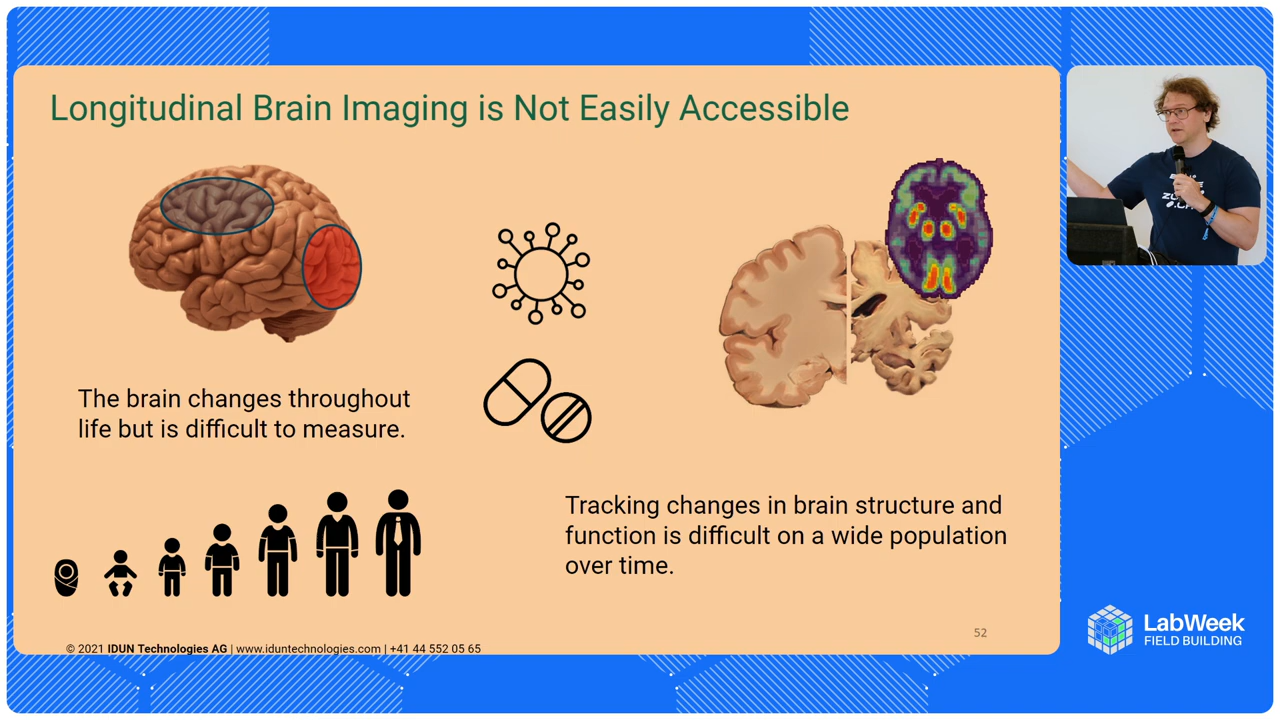 Longitudinal Brain Imaging is Not Easily Accessible
The brain changes throughout
life but is difficult to measure.
Tracking changes in brain structure and
function is difficult on a wide population
over time.
52
© 2021 IDUN Technologies AG | www.iduntechnologies.com | +41 44 552 05 65
LabWeek
FIELD BUILDING